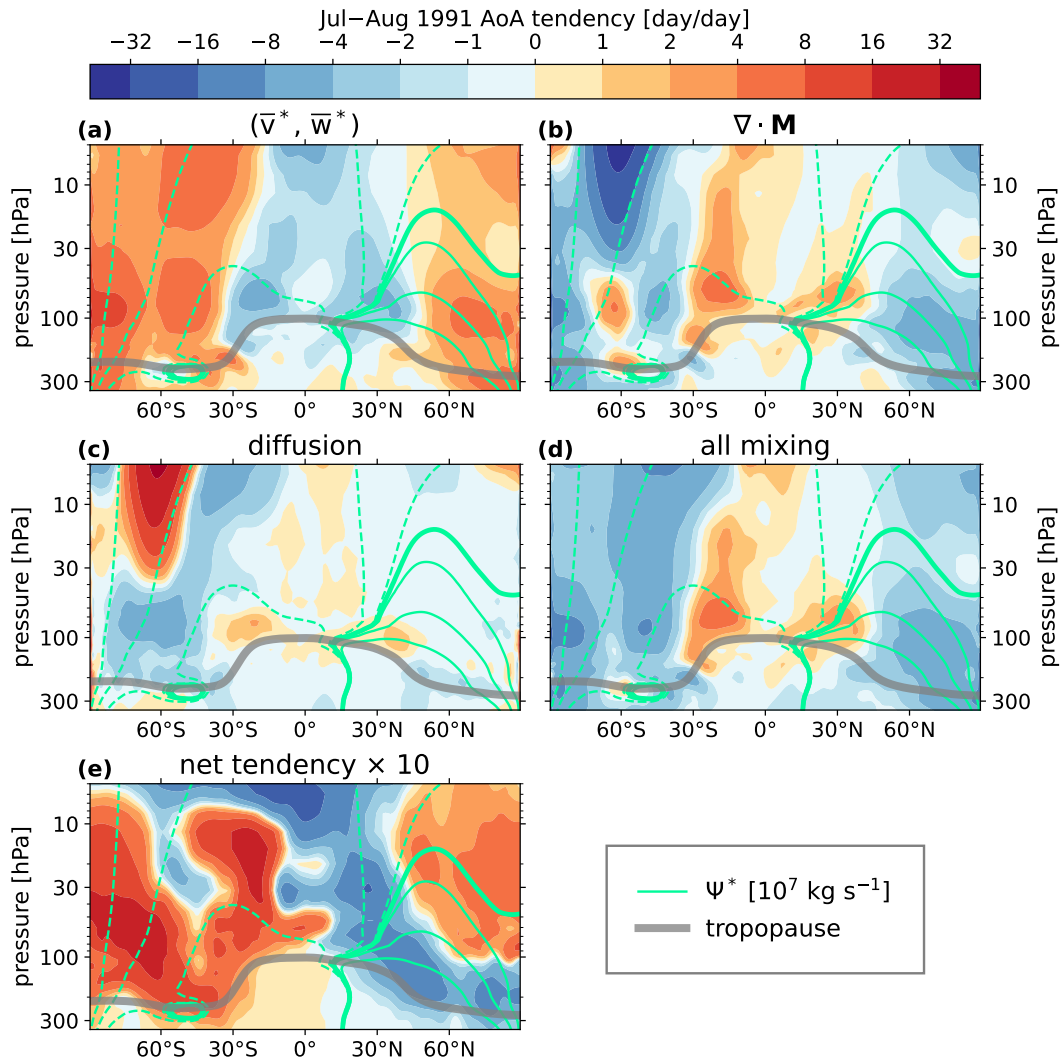 Jul−Aug 1991 AoA tendency [day/day]
−32 −16 −8 −4 −2 −1 0 1 2 4 8 16 32
(a) (v̅*, w̅*)
(b) ∇ · M
pressure [hPa]
10
30
100
300
60°S 30°S 0° 30°N 60°N
10
30
100
300
pressure [hPa]
60°S 30°S 0° 30°N 60°N
(c) diffusion
(d) all mixing
pressure [hPa]
10
30
100
300
60°S 30°S 0° 30°N 60°N
10
30
100
300
pressure [hPa]
60°S 30°S 0° 30°N 60°N
(e) net tendency × 10
pressure [hPa]
10
30
100
300
60°S 30°S 0° 30°N 60°N
Ψ* [10⁷ kg s⁻¹]
tropopause